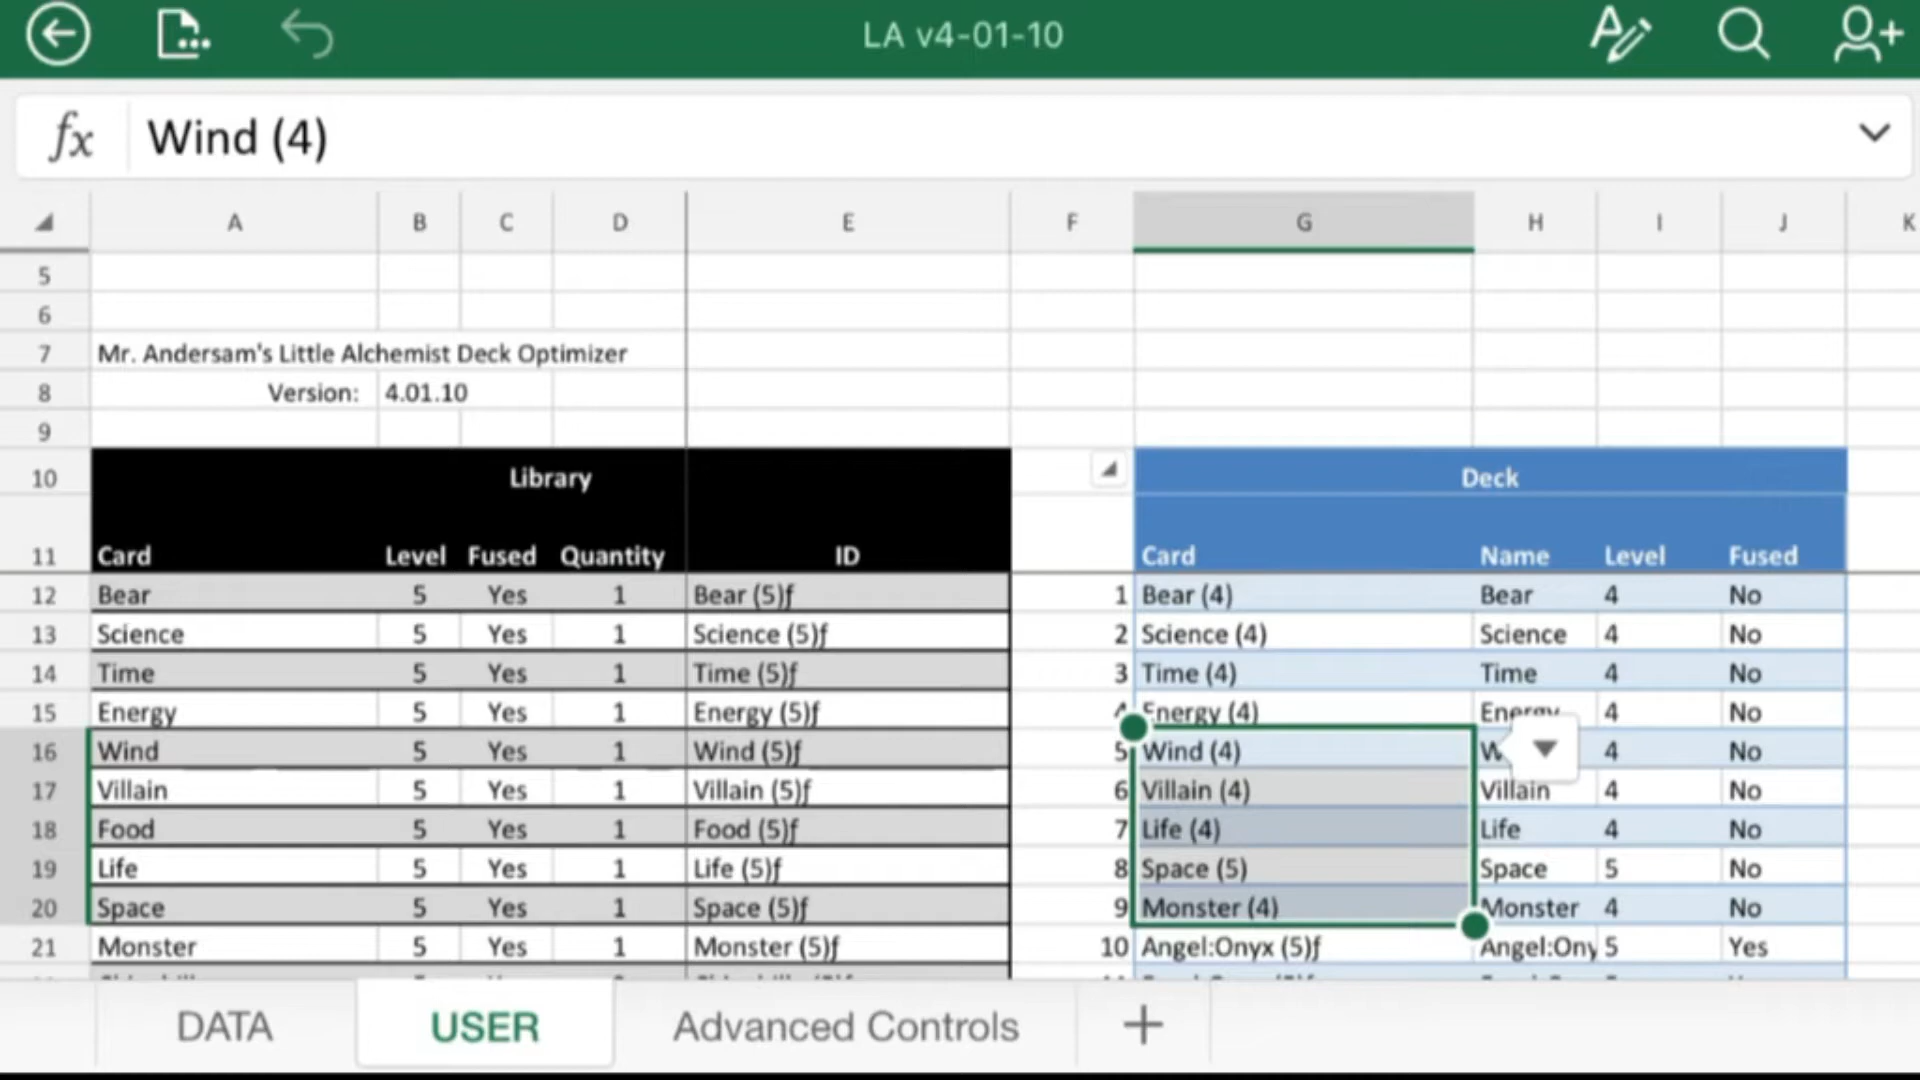 LA v4-01-10
fx Wind (4)
A B C D E F G H I J K
5
6
7 Mr. Andersam's Little Alchemist Deck Optimizer
8 Version: 4.01.10
9
10 Library Deck
11 Card Level Fused Quantity ID Card Name Level Fused
12 Bear 5 Yes 1 Bear (5)f 1 Bear (4) Bear 4 No
13 Science 5 Yes 1 Science (5)f 2 Science (4) Science 4 No
14 Time 5 Yes 1 Time (5)f 3 Time (4) Time 4 No
15 Energy 5 Yes 1 Energy (5)f 4 Energy (4) Energy 4 No
16 Wind 5 Yes 1 Wind (5)f 5 Wind (4) W 4 No
17 Villain 5 Yes 1 Villain (5)f 6 Villain (4) Villain 4 No
18 Food 5 Yes 1 Food (5)f 7 Life (4) Life 4 No
19 Life 5 Yes 1 Life (5)f 8 Space (5) Space 5 No
20 Space 5 Yes 1 Space (5)f 9 Monster (4) Monster 4 No
21 Monster 5 Yes 1 Monster (5)f 10 Angel:Onyx (5)f Angel:Ony 5 Yes
DATA USER Advanced Controls +